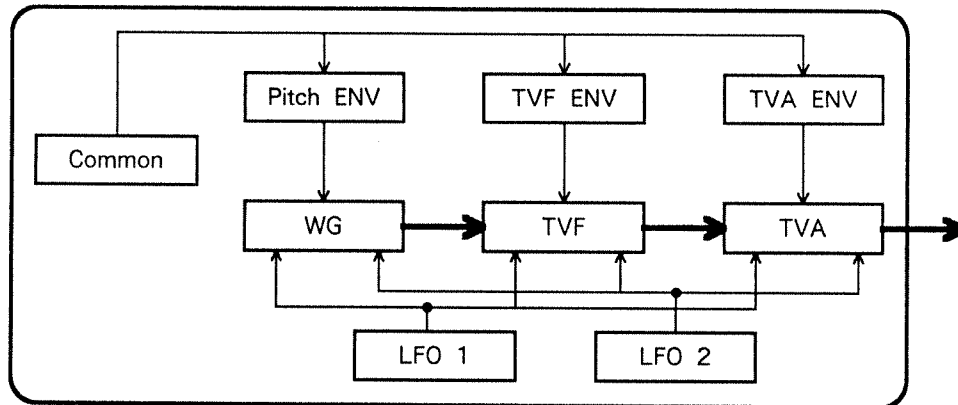 Pitch ENV
TVF ENV
TVA ENV
Common
WG
TVF
TVA
LFO 1
LFO 2